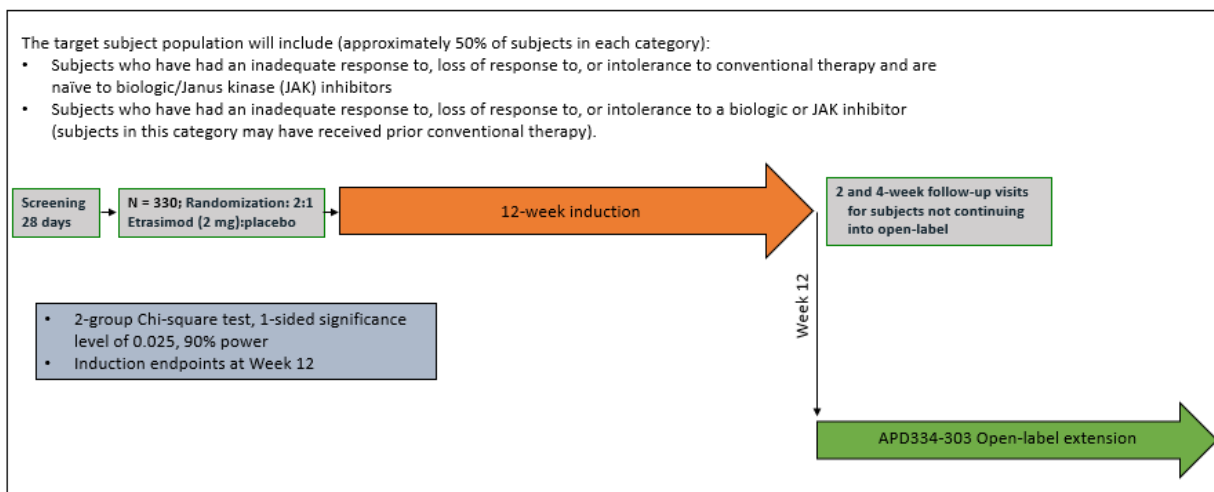 The target subject population will include (approximately 50% of subjects in each category):
• Subjects who have had an inadequate response to, loss of response to, or intolerance to conventional therapy and are
naïve to biologic/Janus kinase (JAK) inhibitors
• Subjects who have had an inadequate response to, loss of response to, or intolerance to a biologic or JAK inhibitor
(subjects in this category may have received prior conventional therapy).
Screening
28 days
N = 330; Randomization: 2:1
Etrasimod (2 mg):placebo
12-week induction
2 and 4-week follow-up visits
for subjects not continuing
into open-label
Week 12
• 2-group Chi-square test, 1-sided significance
level of 0.025, 90% power
• Induction endpoints at Week 12
APD334-303 Open-label extension